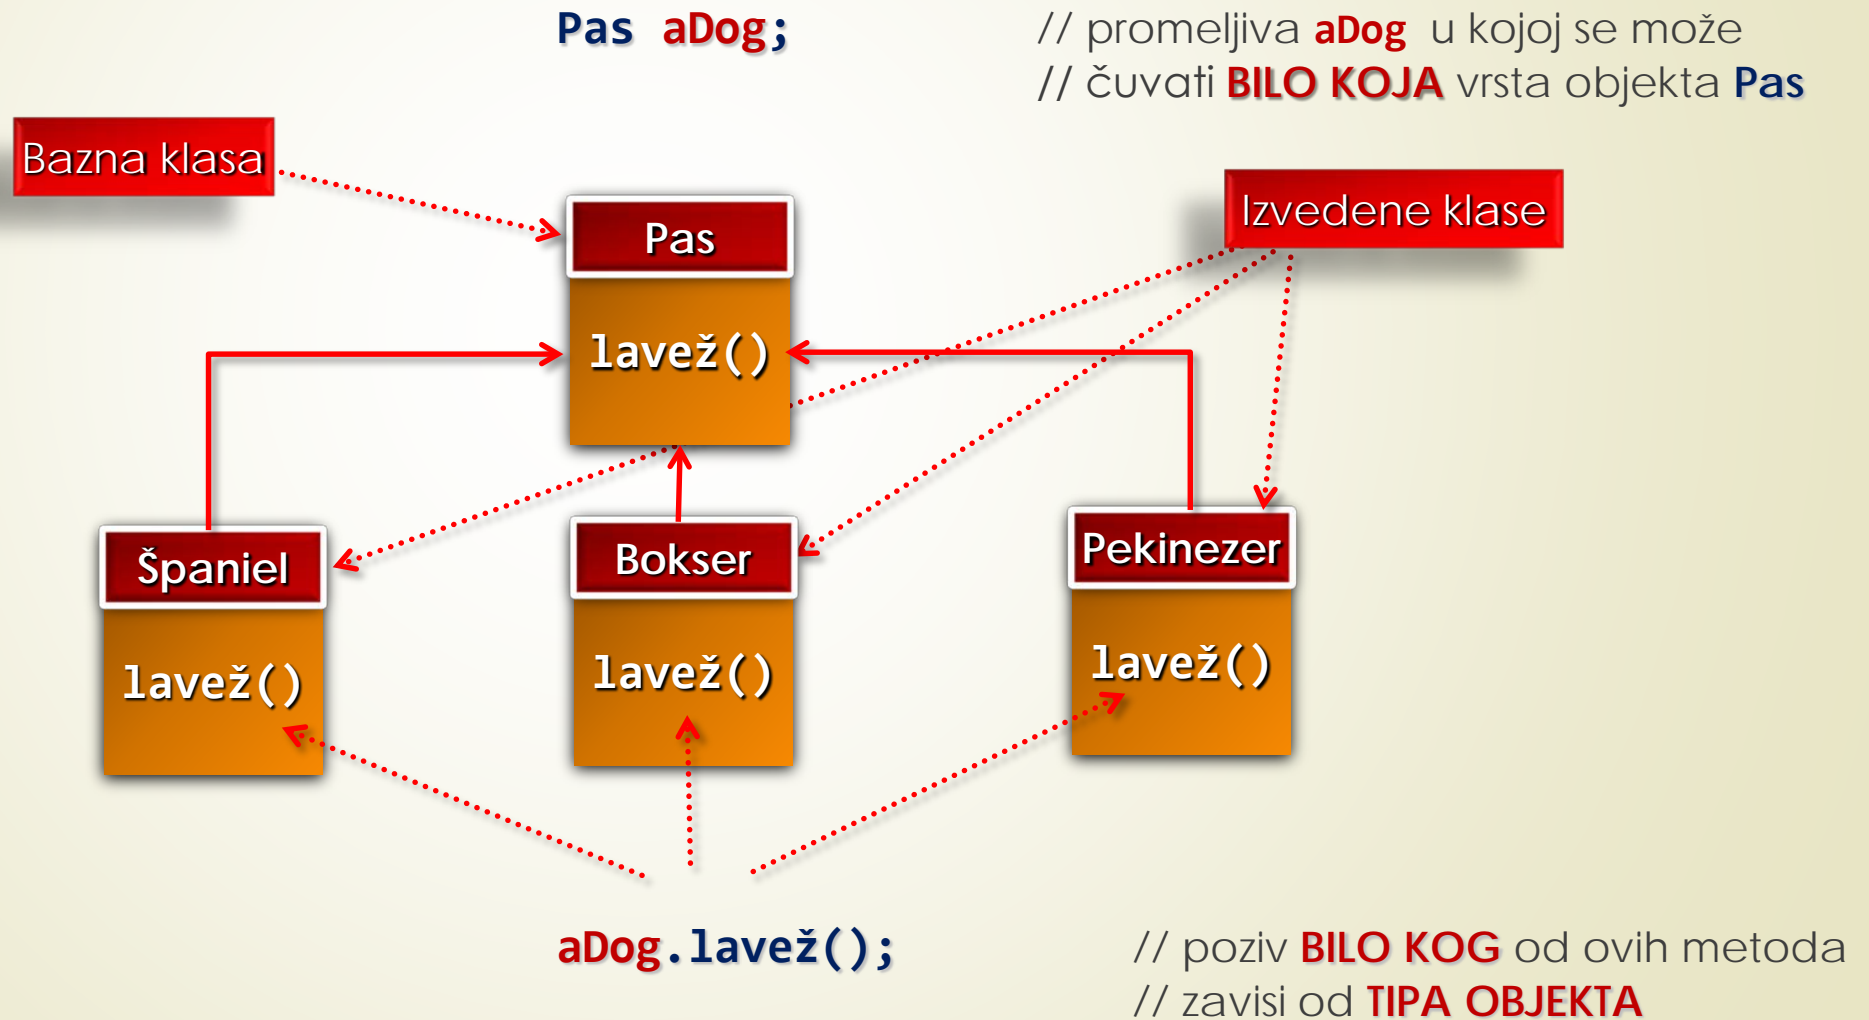 Pas aDog;
// promeljiva aDog u kojoj se može
// čuvati BILO KOJA vrsta objekta Pas
Bazna klasa
Izvedene klase
Pas
lavež()
Španiel
lavež()
Bokser
lavež()
Pekinezer
lavež()
aDog.lavež();
// poziv BILO KOG od ovih metoda
// zavisi od TIPA OBJEKTA